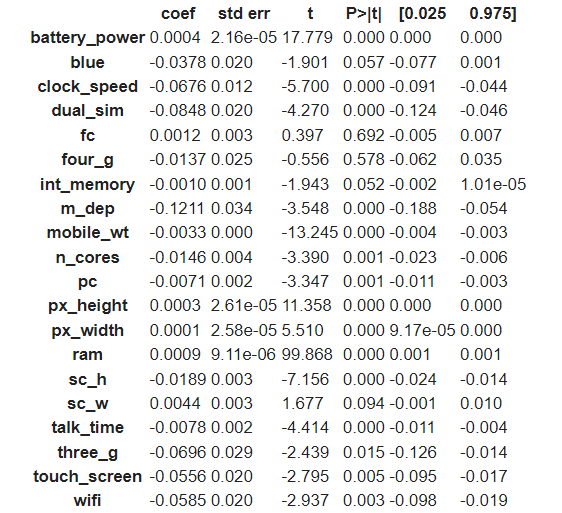 coef std err t P>|t| [0.025 0.975]
battery_power 0.0004 2.16e-05 17.779 0.000 0.000 0.000
blue -0.0378 0.020 -1.901 0.057 -0.077 0.001
clock_speed -0.0676 0.012 -5.700 0.000 -0.091 -0.044
dual_sim -0.0848 0.020 -4.270 0.000 -0.124 -0.046
fc 0.0012 0.003 0.397 0.692 -0.005 0.007
four_g -0.0137 0.025 -0.556 0.578 -0.062 0.035
int_memory -0.0010 0.001 -1.943 0.052 -0.002 1.01e-05
m_dep -0.1211 0.034 -3.548 0.000 -0.188 -0.054
mobile_wt -0.0033 0.000 -13.245 0.000 -0.004 -0.003
n_cores -0.0146 0.004 -3.390 0.001 -0.023 -0.006
pc -0.0071 0.002 -3.347 0.001 -0.011 -0.003
px_height 0.0003 2.61e-05 11.358 0.000 0.000 0.000
px_width 0.0001 2.58e-05 5.510 0.000 9.17e-05 0.000
ram 0.0009 9.11e-06 99.868 0.000 0.001 0.001
sc_h -0.0189 0.003 -7.156 0.000 -0.024 -0.014
sc_w 0.0044 0.003 1.677 0.094 -0.001 0.010
talk_time -0.0078 0.002 -4.414 0.000 -0.011 -0.004
three_g -0.0696 0.029 -2.439 0.015 -0.126 -0.014
touch_screen -0.0556 0.020 -2.795 0.005 -0.095 -0.017
wifi -0.0585 0.020 -2.937 0.003 -0.098 -0.019